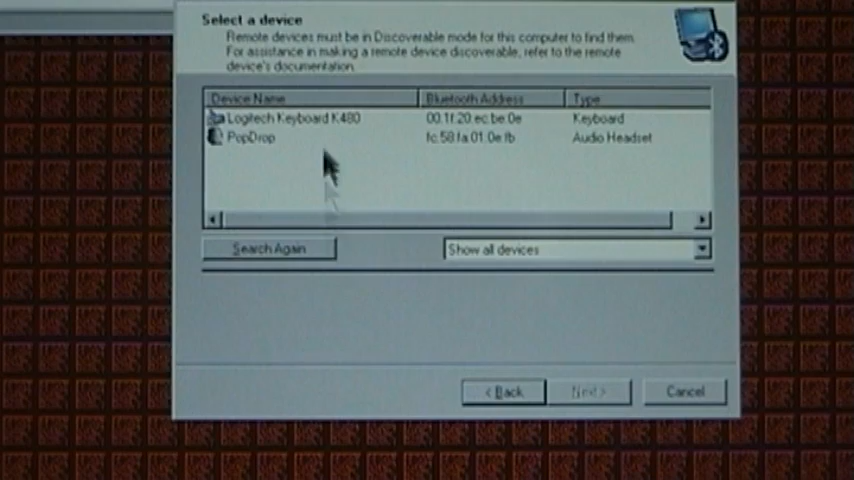 Select a device
Remote devices must be in Discoverable mode for this computer to find them.
For assistance in making a remote device discoverable, refer to the remote
device's documentation.
Device Name Bluetooth Address Type
Logitech Keyboard K480 00.1f.20.ec.be.0e Keyboard
PopDrop fc.58.fa.01.0e.fb Audio Headset
Search Again Show all devices
< Back Next > Cancel